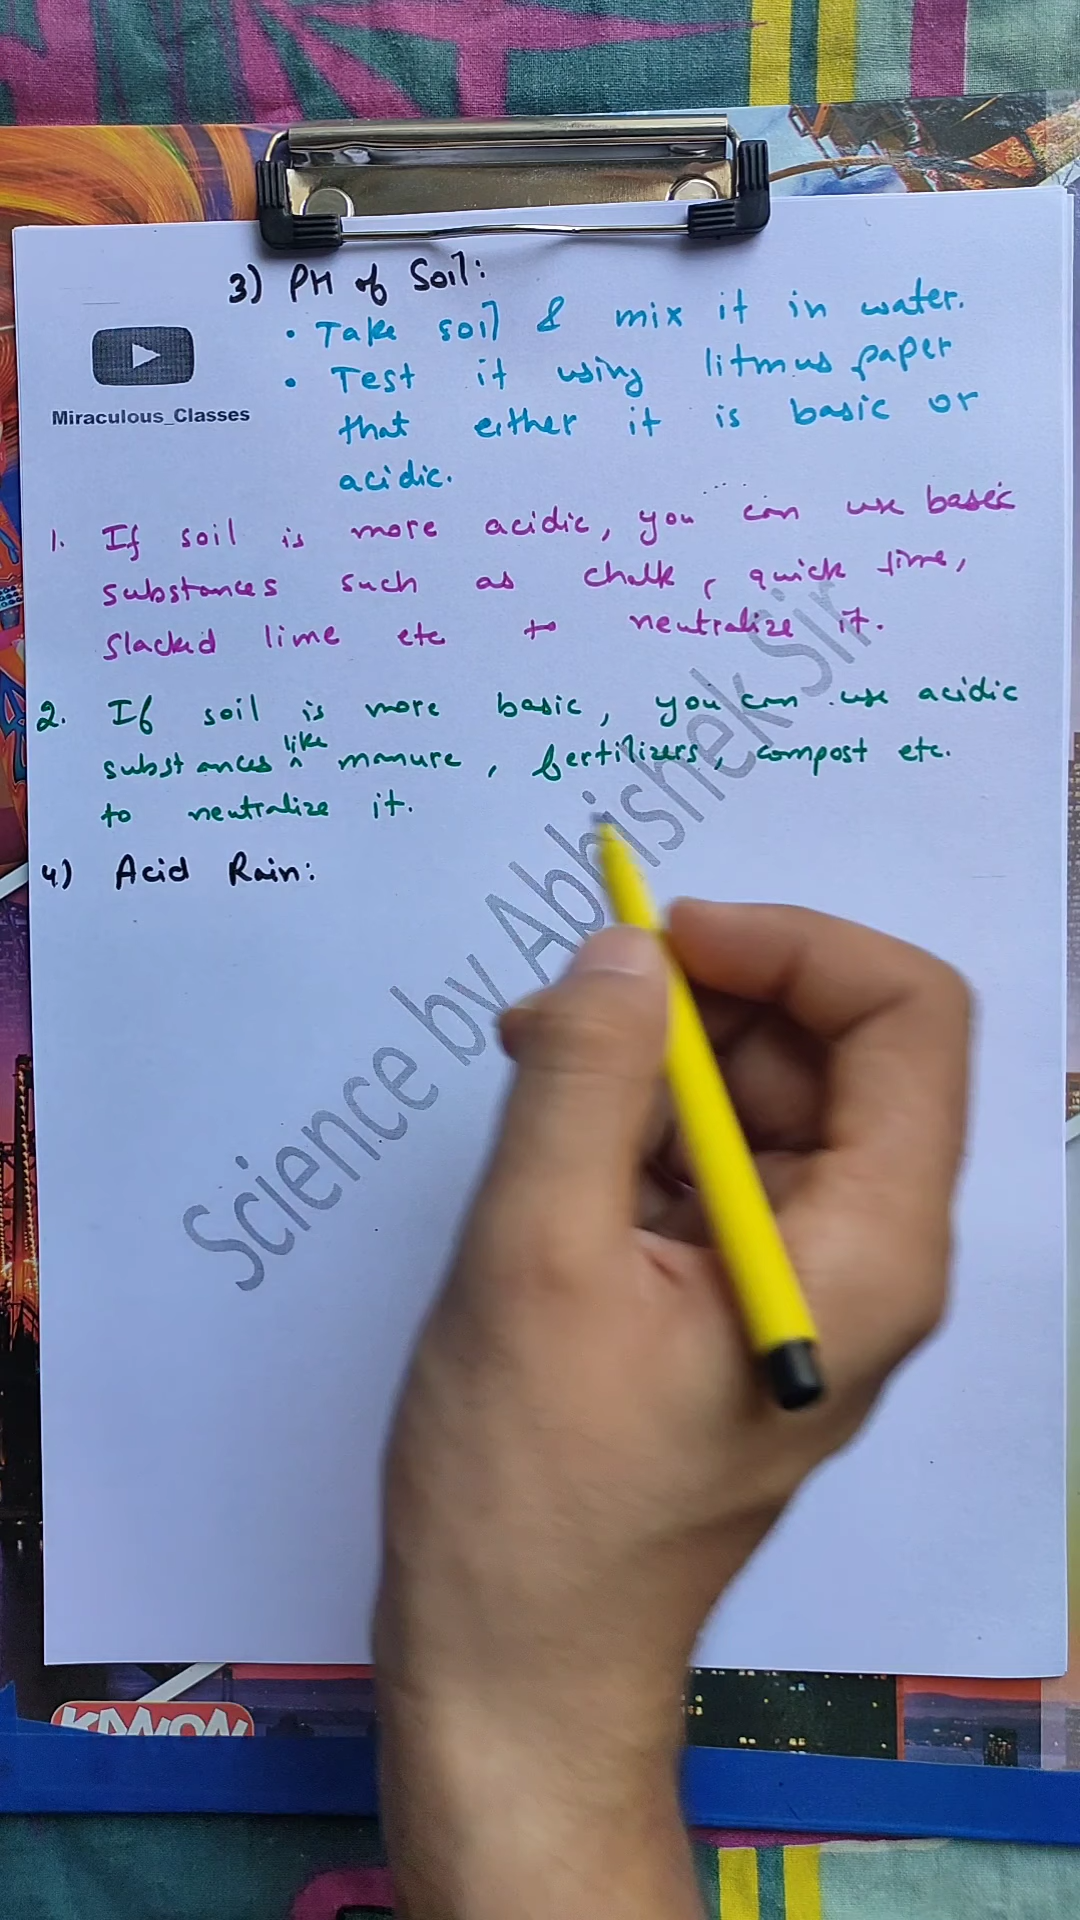 3) PH of Soil:
• Take soil & mix it in water.
• Test it using litmus paper
that either it is basic or
acidic.
Miraculous_Classes
1. If soil is more acidic, you can use basic
substances such as chalk, quick lime,
slacked lime etc to neutralize it.
2. If soil is more basic, you can use acidic
substances like manure, fertilizers, compost etc.
to neutralize it.
4) Acid Rain:
Science by Abhishek Sir
KANON